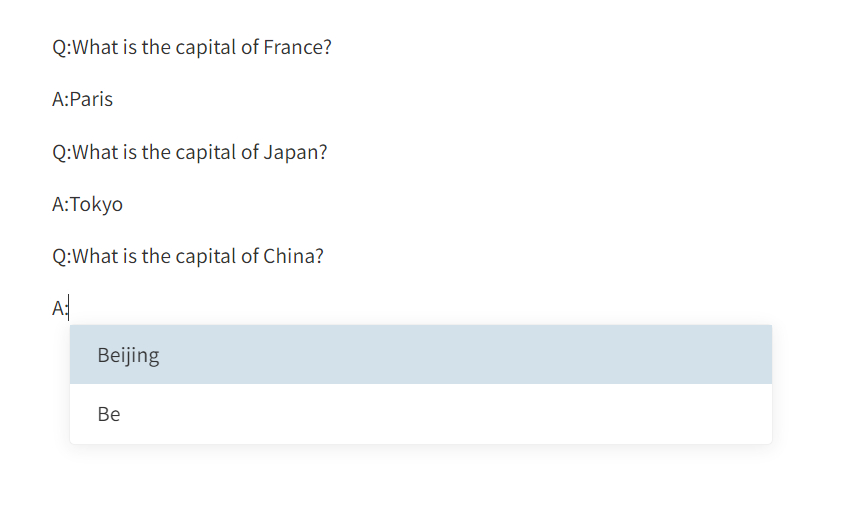 Q:What is the capital of France?
A:Paris
Q:What is the capital of Japan?
A:Tokyo
Q:What is the capital of China?
A:
Beijing
Be